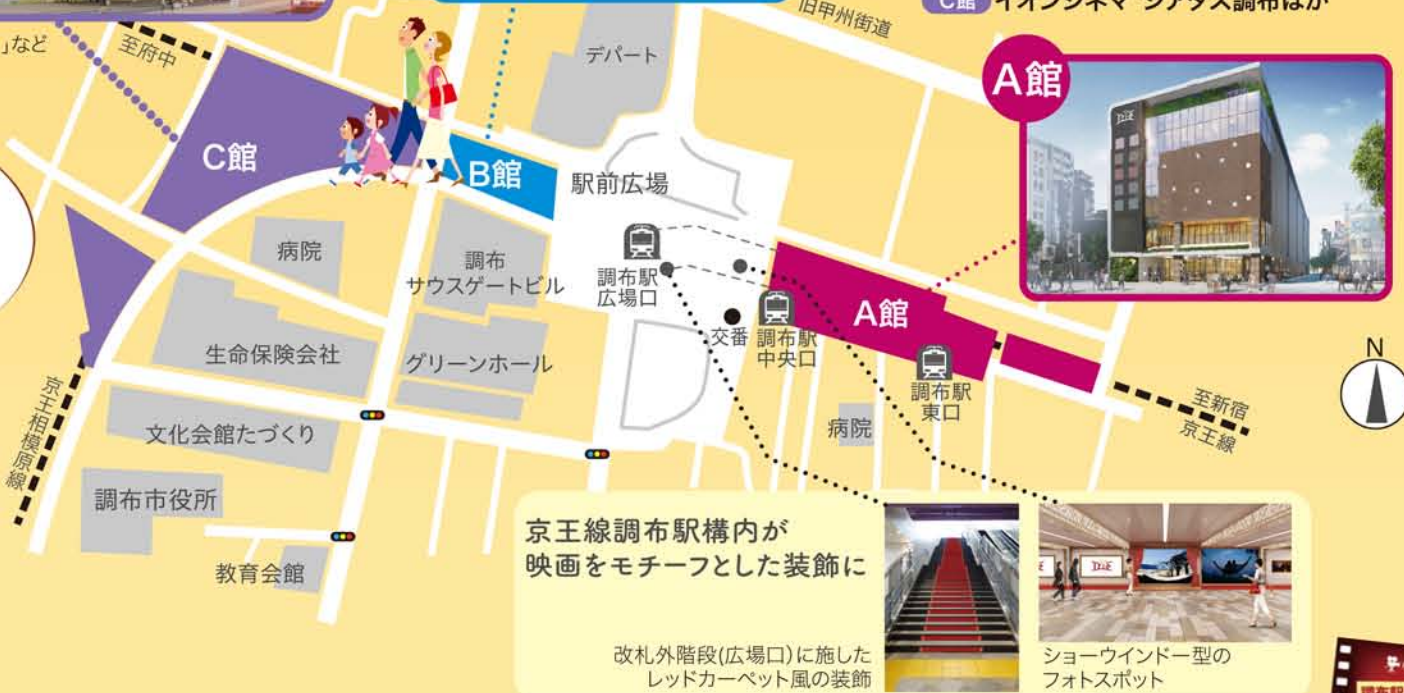 C館 イオンシネマ シアタス調布ほか
旧甲州街道
」など
至府中
デパート
A館
C館
B館
駅前広場
病院
調布
サウスゲートビル
調布駅
広場口
A館
交番
調布駅
中央口
N
生命保険会社
グリーンホール
調布駅
東口
至新宿
京王線
京王相模原線
文化会館たづくり
病院
調布市役所
教育会館
京王線調布駅構内が
映画をモチーフとした装飾に
改札外階段(広場口)に施した
レッドカーペット風の装飾
ショーウインドー型の
フォトスポット